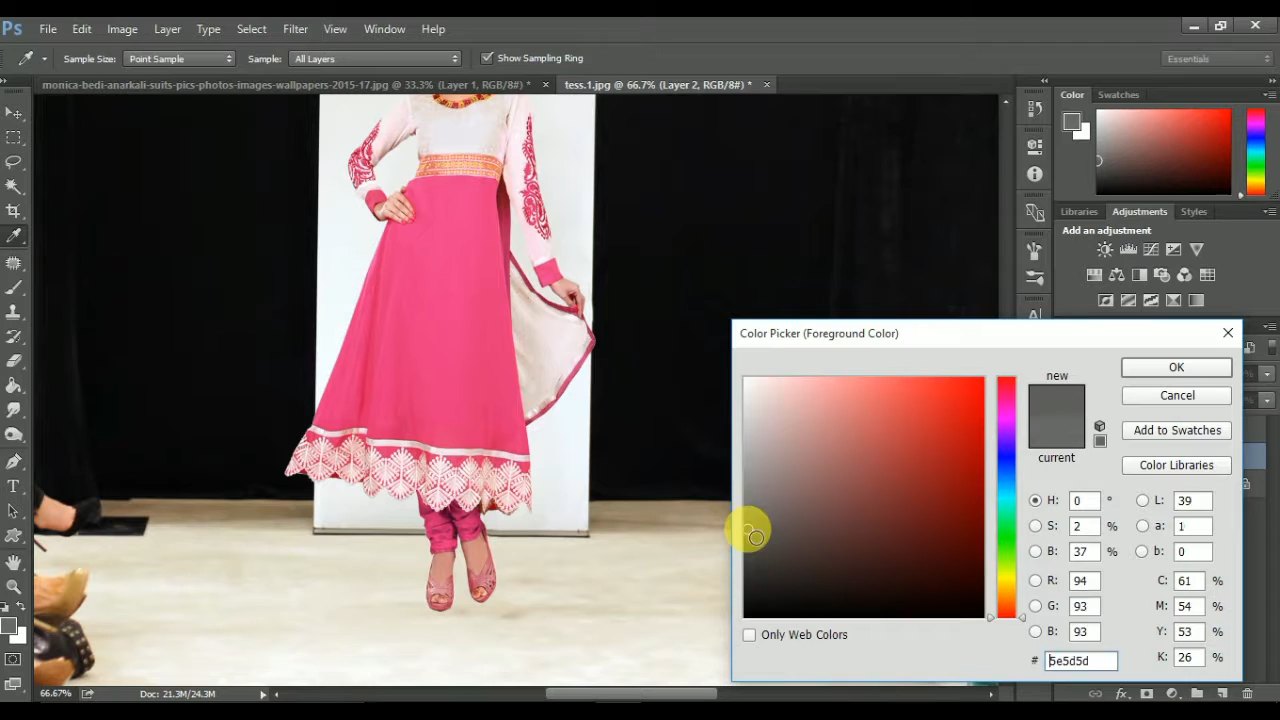 Ps File Edit Image Layer Type Select Filter View Window Help
Sample Size: Point Sample Sample: All Layers Show Sampling Ring Essentials
monica-bedi-anarkali-suits-pics-photos-images-wallpapers-2015-17.jpg @ 33.3% (Layer 1, RGB/8#) * × tess.1.jpg @ 66.7% (Layer 2, RGB/8#) * ×
Color Swatches
Libraries Adjustments Styles
Add an adjustment
Color Picker (Foreground Color)
new
current
OK
Cancel
Add to Swatches
Color Libraries
H: 0 ° L: 39
S: 2 % a: 1
B: 37 % b: 0
R: 94 C: 61 %
G: 93 M: 54 %
B: 93 Y: 53 %
# 5e5d5d K: 26 %
Only Web Colors
66.67% Doc: 21.3M/24.3M